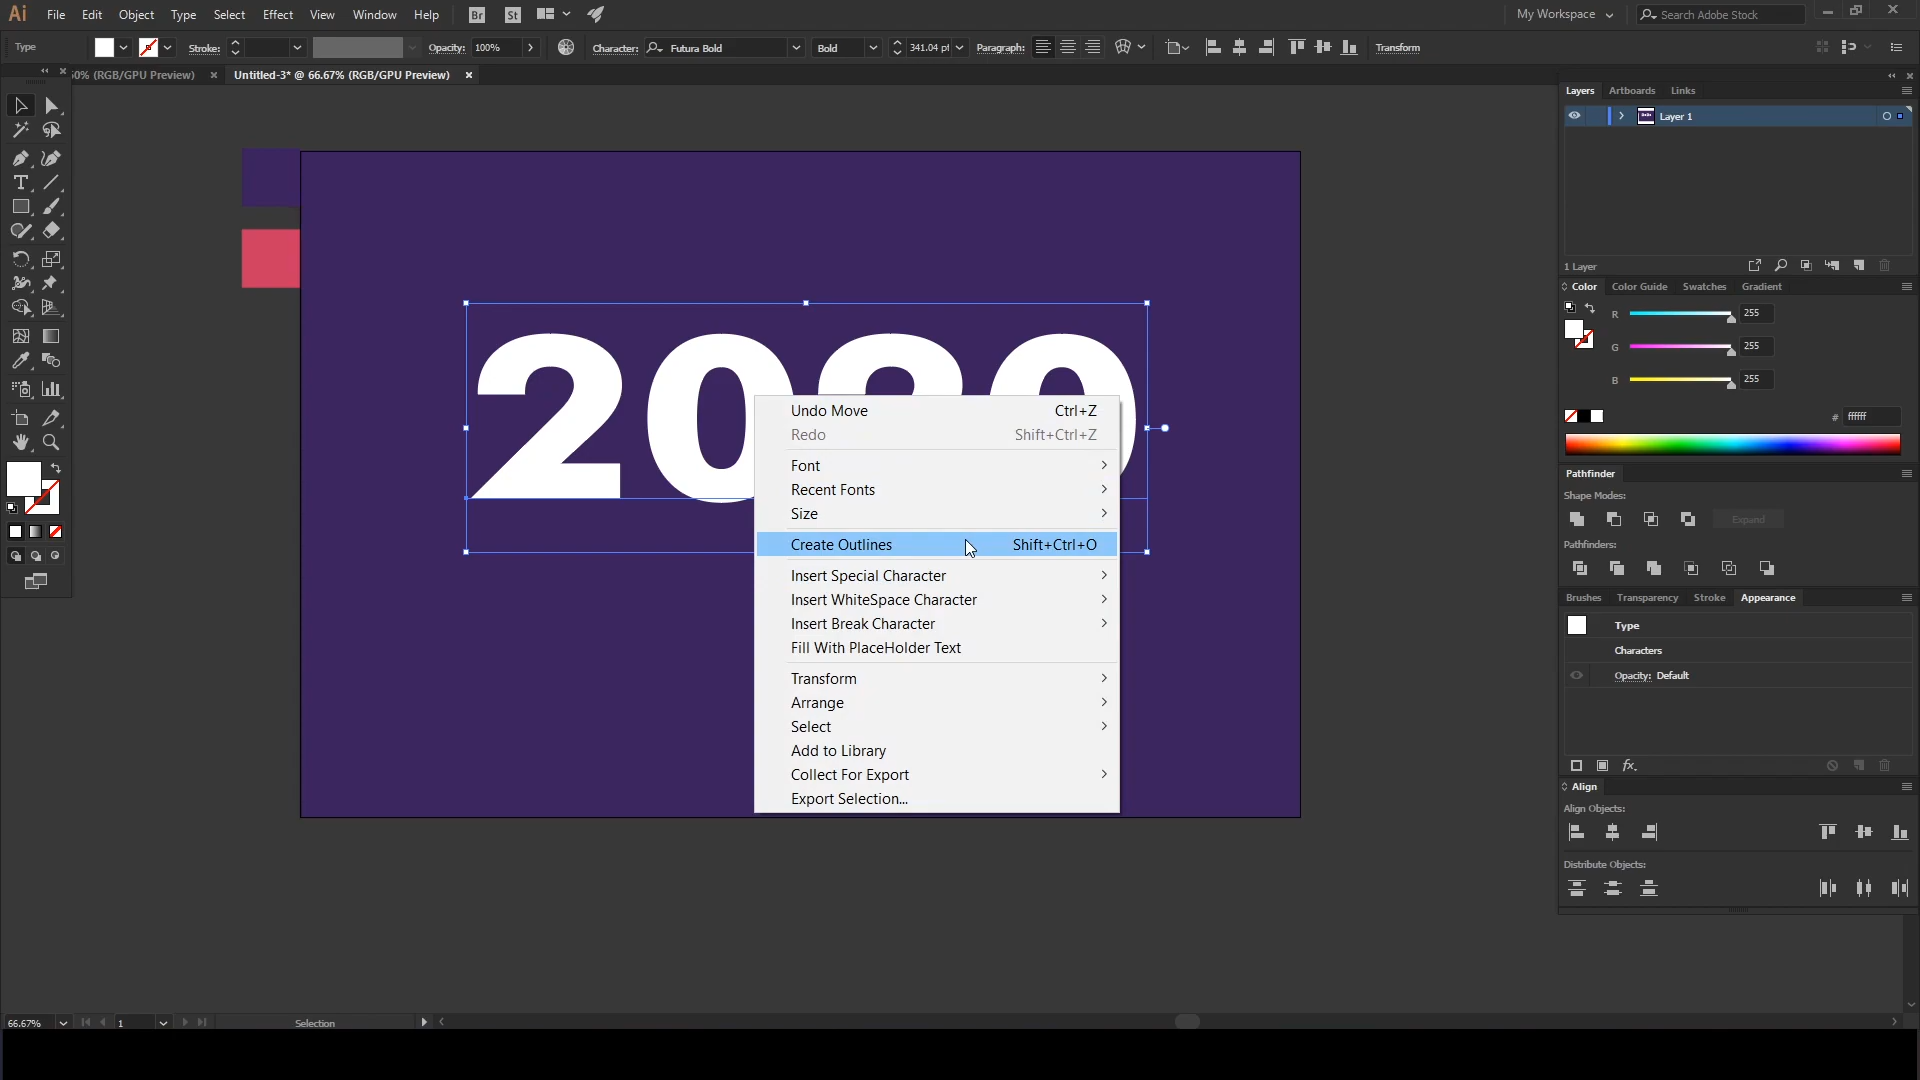 Ai File Edit Object Type Select Effect View Window Help Br St My Workspace Search Adobe Stock
Type Stroke: Opacity: 100% Character: Futura Bold Bold 341.04 pt Paragraph: Transform
0% (RGB/GPU Preview) Untitled-3* @ 66.67% (RGB/GPU Preview)
Layers Artboards Links
Layer 1
1 Layer
Color Color Guide Swatches Gradient
R 255
G 255
B 255
# ffffff
Pathfinder
Shape Modes:
Expand
Pathfinders:
Brushes Transparency Stroke Appearance
Type
Characters
Opacity: Default
fx
Align
Align Objects:
Distribute Objects:
2020
Undo Move Ctrl+Z
Redo Shift+Ctrl+Z
Font
Recent Fonts
Size
Create Outlines Shift+Ctrl+O
Insert Special Character
Insert WhiteSpace Character
Insert Break Character
Fill With PlaceHolder Text
Transform
Arrange
Select
Add to Library
Collect For Export
Export Selection...
66.67% 1 Selection